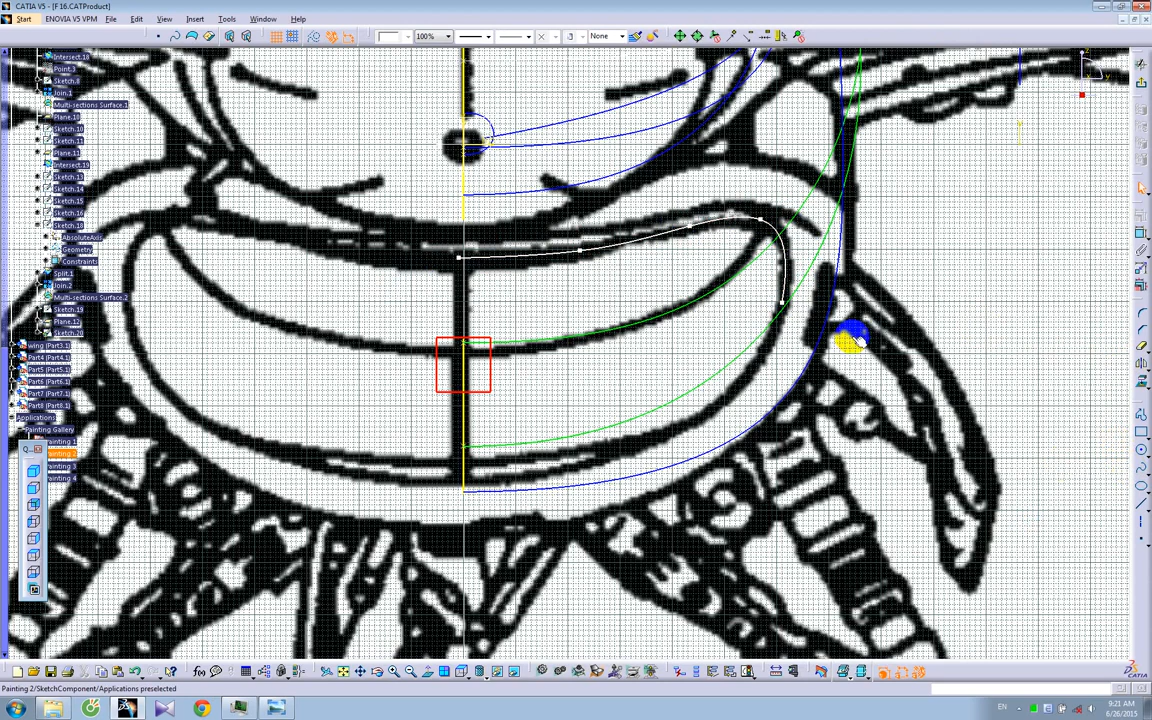 CATIA V5 - [F16.CATProduct]
Start ENOVIA V5 VPM File Edit View Insert Tools Window Help
100% None
Intersect.18
Point.3
Sketch.8
Join.1
Multi-sections Surface.1
Plane.10
Sketch.10
Sketch.11
Plane.11
Intersect.19
Sketch.13
Sketch.14
Sketch.15
Sketch.16
Sketch.18
AbsoluteAxis
Geometry
Constraints
Split.1
Join.2
Multi-sections Surface.2
Sketch.19
Plane.12
Sketch.20
wing (Part3.1)
Part4 (Part4.1)
Part5 (Part5.1)
Part6 (Part6.1)
Part7 (Part7.1)
Part8 (Part8.1)
Applications
Painting Gallery
Painting 1
Painting 3
Painting 4
Q...
Painting 2/SketchComponent/Applications preselected
CATIA
EN
9:21 AM
6/26/2015